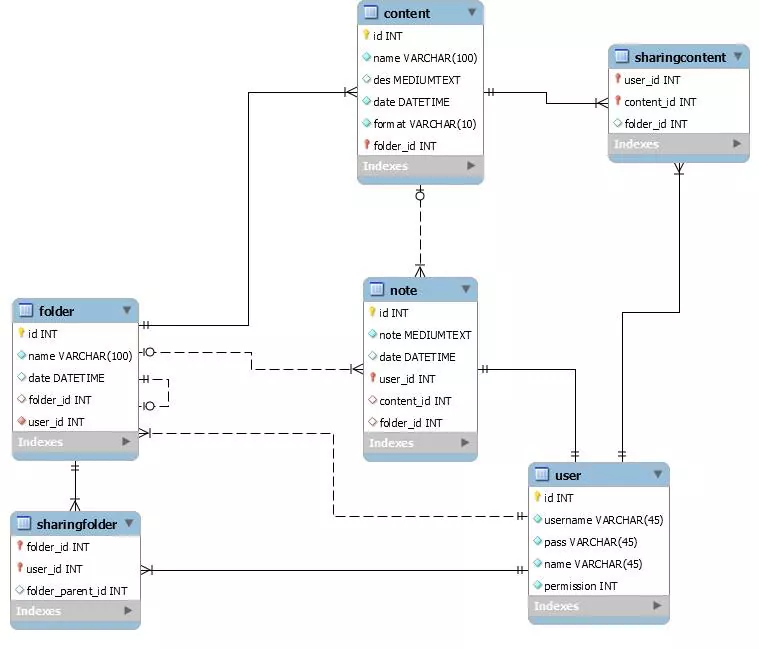 content
id INT
name VARCHAR(100)
des MEDIUMTEXT
date DATETIME
format VARCHAR(10)
folder_id INT
Indexes
sharingcontent
user_id INT
content_id INT
folder_id INT
Indexes
note
id INT
note MEDIUMTEXT
date DATETIME
user_id INT
content_id INT
folder_id INT
Indexes
folder
id INT
name VARCHAR(100)
date DATETIME
folder_id INT
user_id INT
Indexes
user
id INT
username VARCHAR(45)
pass VARCHAR(45)
name VARCHAR(45)
permission INT
Indexes
sharingfolder
folder_id INT
user_id INT
folder_parent_id INT
Indexes